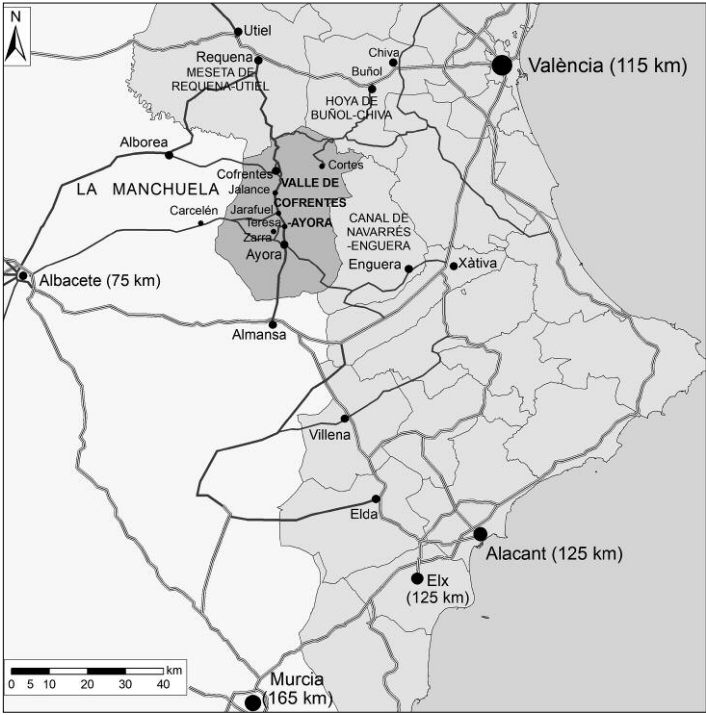 N
Utiel
Requena
MESETA DE
REQUENA-UTIEL
Chiva
Buñol
HOYA DE
BUÑOL-CHIVA
València (115 km)
Alborea
Cofrentes
Cortes
LA MANCHUELA
Jalance
VALLE DE
COFRENTES
-AYORA
Carcelén
Jarafuel
Teresa
Zarra
Ayora
CANAL DE
NAVARRÉS
-ENGUERA
Enguera
Xàtiva
Albacete (75 km)
Almansa
Villena
Elda
Alacant (125 km)
Elx
(125 km)
km
0 5 10 20 30 40
Murcia
(165 km)